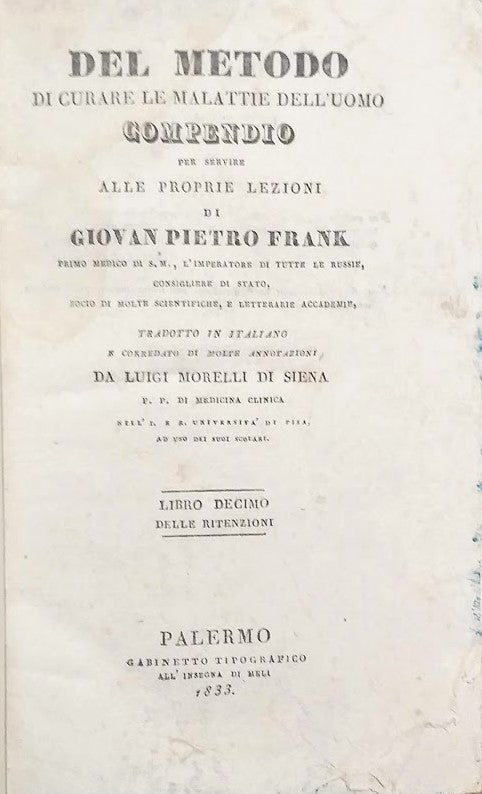 DEL METODO
DI CURARE LE MALATTIE DELL'UOMO
COMPENDIO
PER SERVIRE
ALLE PROPRIE LEZIONI
DI
GIOVAN PIETRO FRANK
PRIMO MEDICO DI S. M., L'IMPERATORE DI TUTTE LE RUSSIE,
CONSIGLIERE DI STATO,
SOCIO DI MOLTE SCIENTIFICHE, E LETTERARIE ACCADEMIE,
TRADOTTO IN ITALIANO
E CORREDATO DI MOLTE ANNOTAZIONI
DA LUIGI MORELLI DI SIENA
P. P. DI MEDICINA CLINICA
NELL' I. E R. UNIVERSITA' DI PISA,
AD USO DEI SUOI SCOLARI.
LIBRO DECIMO
DELLE RITENZIONI
PALERMO
GABINETTO TIPOGRAFICO
ALL' INSEGNA DI MELI
1833.